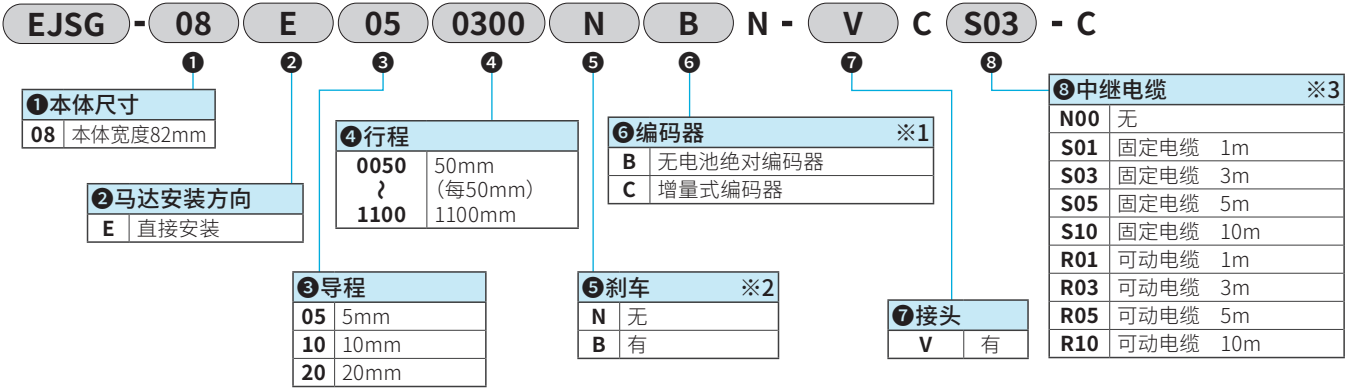 EJSG - 08 E 05 0300 N B N - V C S03 - C
❶ ❷ ❸ ❹ ❺ ❻ ❼ ❽
❶本体尺寸
08 本体宽度82mm
❷马达安装方向
E 直接安装
❸导程
05 5mm
10 10mm
20 20mm
❹行程
0050 50mm
〜 （每50mm）
1100 1100mm
❺刹车 ※2
N 无
B 有
❻编码器 ※1
B 无电池绝对编码器
C 增量式编码器
❼接头
V 有
❽中继电缆 ※3
N00 无
S01 固定电缆 1m
S03 固定电缆 3m
S05 固定电缆 5m
S10 固定电缆 10m
R01 可动电缆 1m
R03 可动电缆 3m
R05 可动电缆 5m
R10 可动电缆 10m